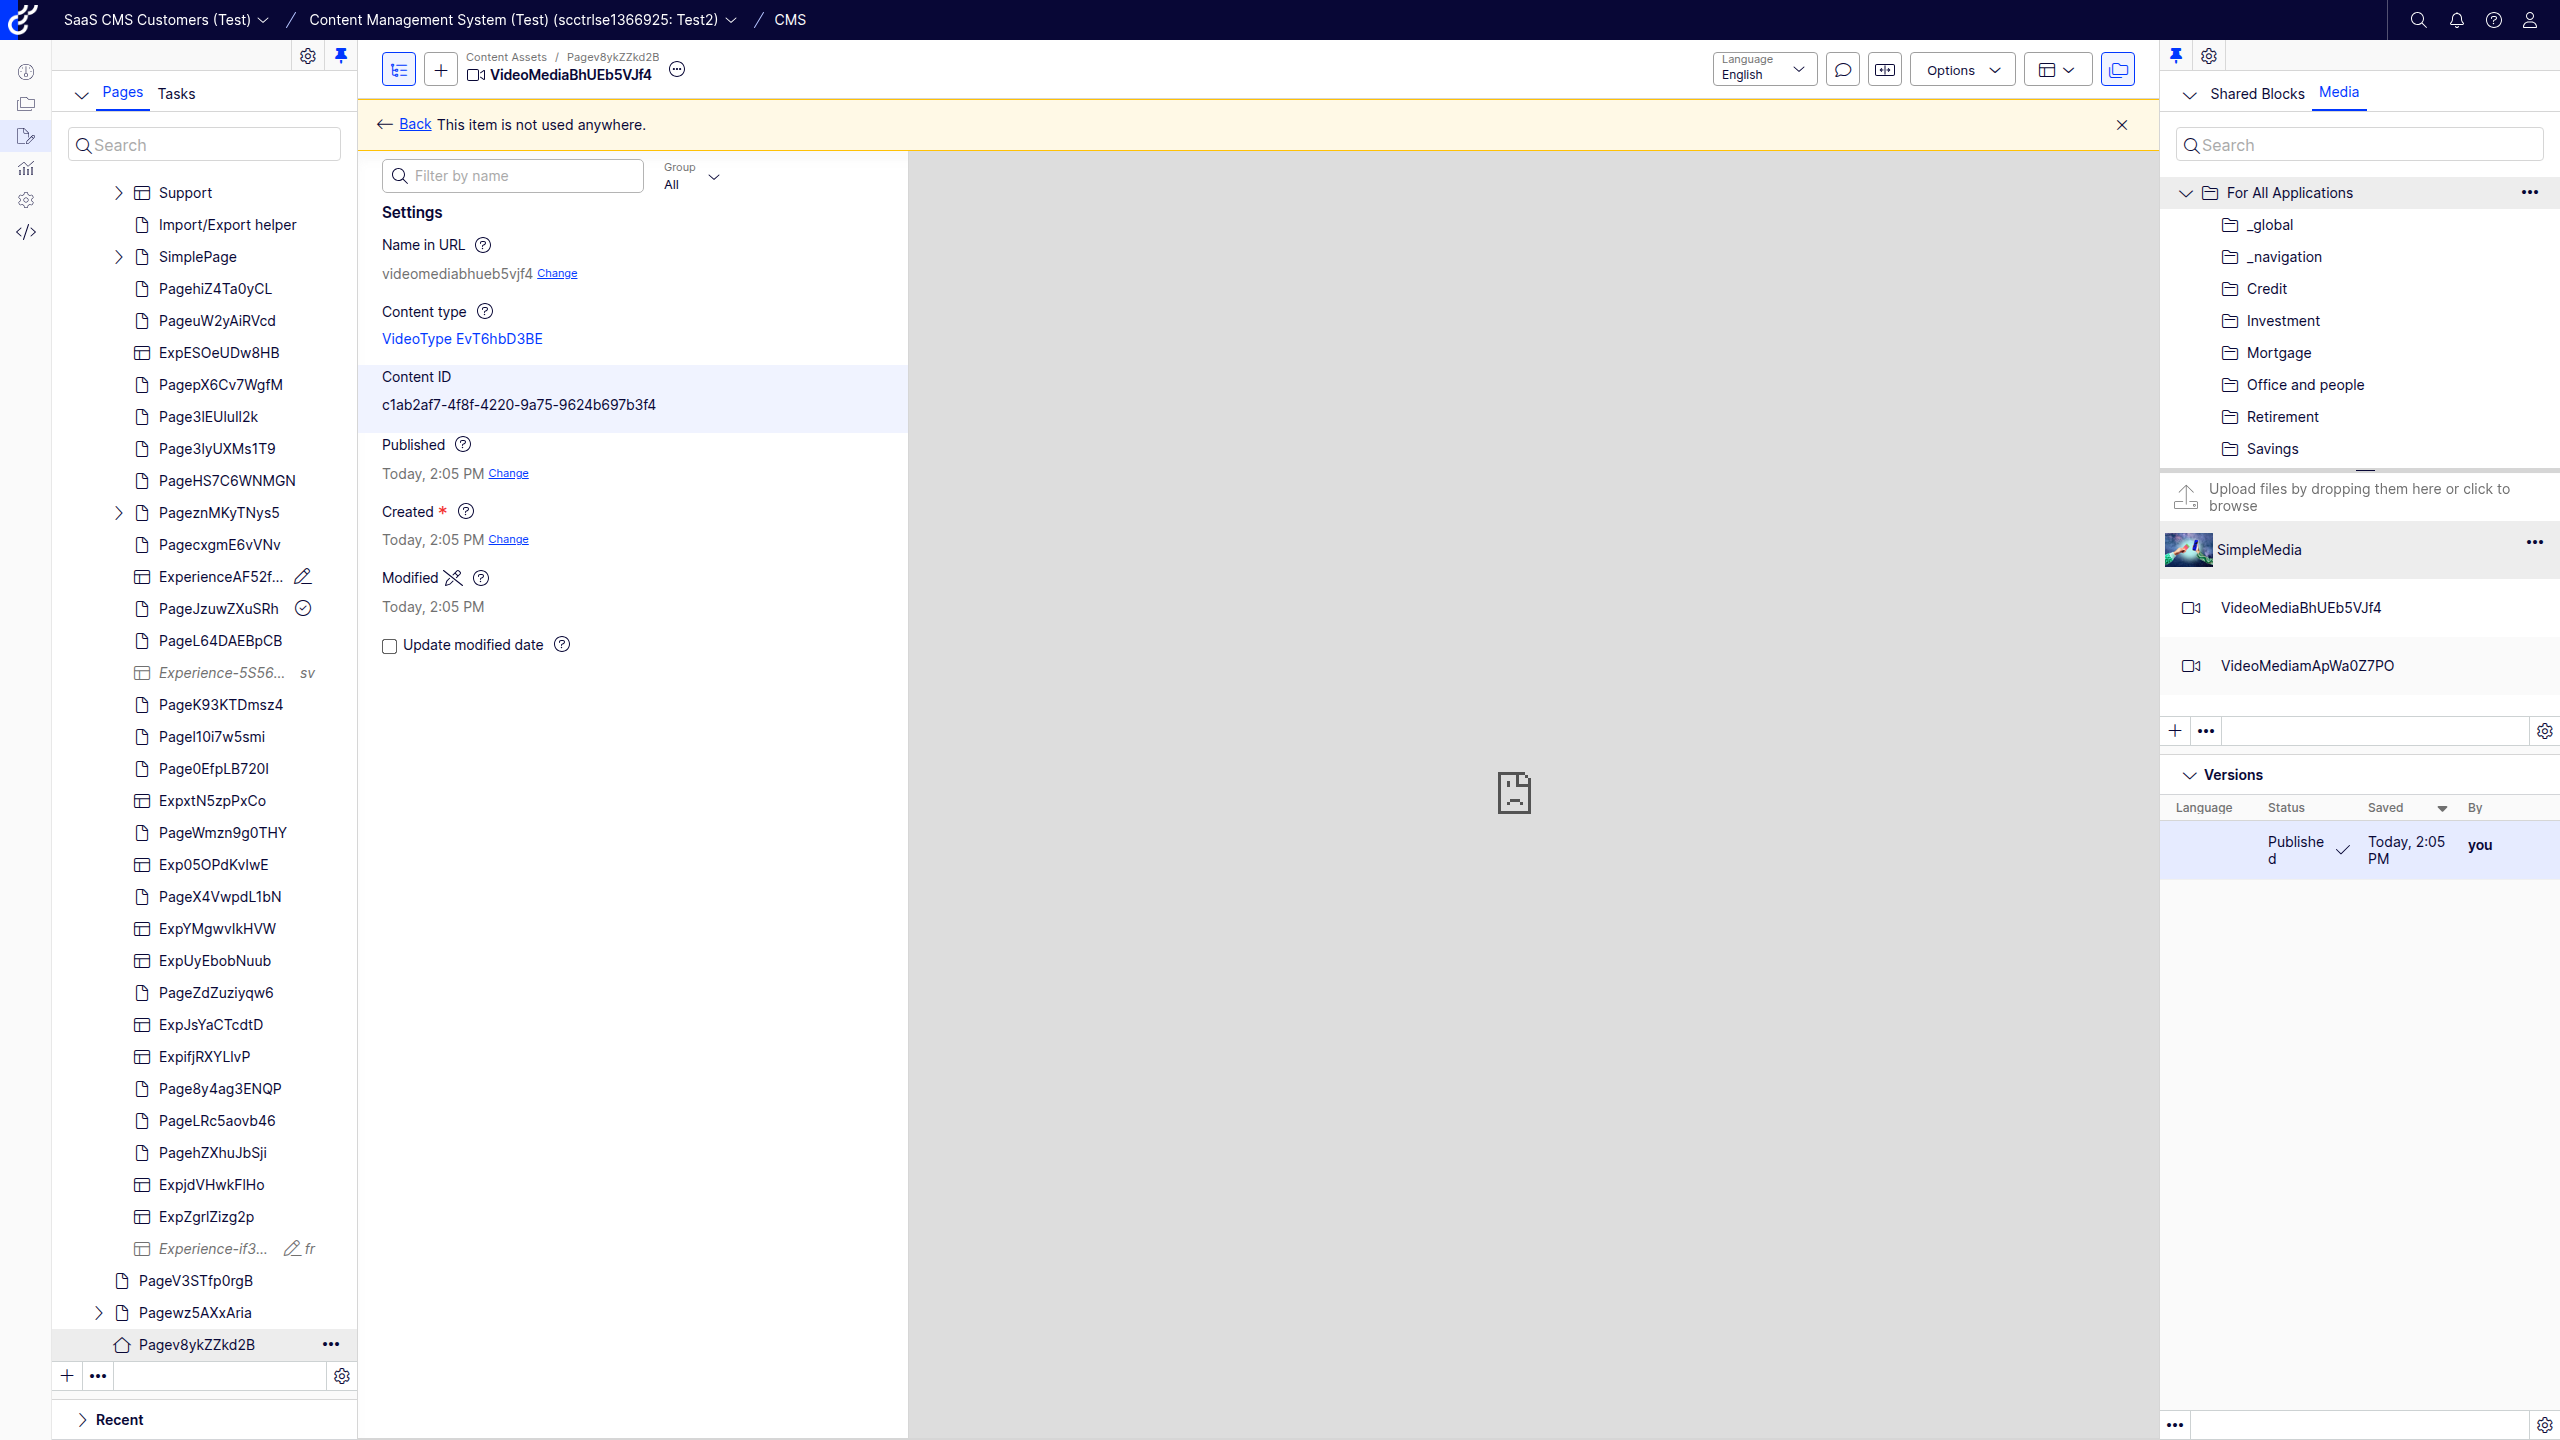 SaaS CMS Customers (Test) / Content Management System (Test) (scctrlse1366925: Test2) / CMS
Pages Tasks
Search
Support
Import/Export helper
SimplePage
PagehiZ4Ta0yCL
PageuW2yAiRVcd
ExpESOeUDw8HB
PagepX6Cv7WgfM
Page3lEUlull2k
Page3lyUXMs1T9
PageHS7C6WNMGN
PageznMKyTNys5
PagecxgmE6vVNv
ExperienceAF52f...
PageJzuwZXuSRh
PageL64DAEBpCB
Experience-5S56... sv
PageK93KTDmsz4
PageI10i7w5smi
Page0EfpLB720I
ExpxtN5zpPxCo
PageWmzn9g0THY
Exp05OPdKvIwE
PageX4VwpdL1bN
ExpYMgwvIkHVW
ExpUyEbobNuub
PageZdZuziyqw6
ExpJsYaCTcdtD
ExpifjRXYLlvP
Page8y4ag3ENQP
PageLRc5aovb46
PagehZXhuJbSji
ExpjdVHwkFlHo
ExpZgrlZizg2p
Experience-if3... fr
PageV3STfp0rgB
Pagewz5AXxAria
Pagev8ykZZkd2B
Recent
Content Assets / Pagev8ykZZkd2B
VideoMediaBhUEb5VJf4
Language
English
Options
Back This item is not used anywhere.
Filter by name
Group
All
Settings
Name in URL
videomediabhueb5vjf4 Change
Content type
VideoType EvT6hbD3BE
Content ID
c1ab2af7-4f8f-4220-9a75-9624b697b3f4
Published
Today, 2:05 PM Change
Created *
Today, 2:05 PM Change
Modified
Today, 2:05 PM
Update modified date
Shared Blocks Media
Search
For All Applications
_global
_navigation
Credit
Investment
Mortgage
Office and people
Retirement
Savings
Upload files by dropping them here or click to
browse
SimpleMedia
VideoMediaBhUEb5VJf4
VideoMediamApWa0Z7PO
Versions
Language Status Saved By
Publishe Today, 2:05 you
d PM